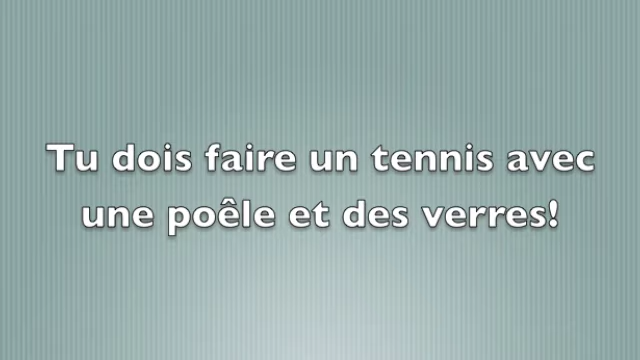 Tu dois faire un tennis avec
une poêle et des verres!